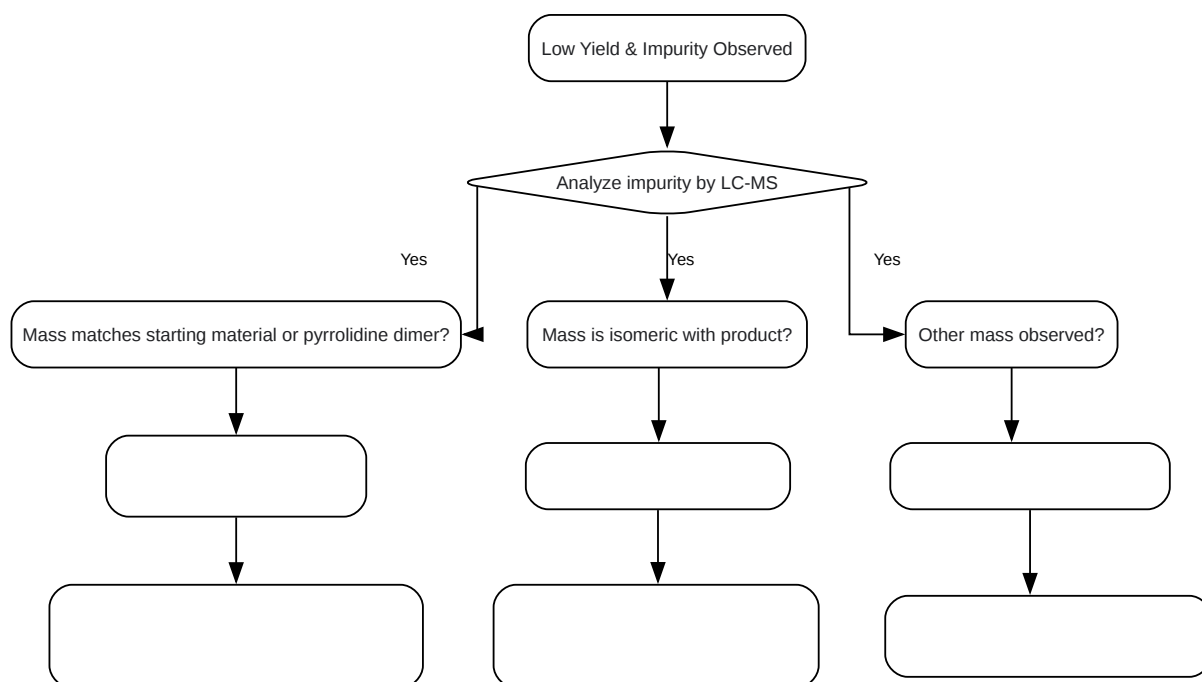 Low Yield & Impurity Observed
Analyze impurity by LC-MS
Yes
Yes
Yes
Mass matches starting material or pyrrolidine dimer?
Mass is isomeric with product?
Other mass observed?